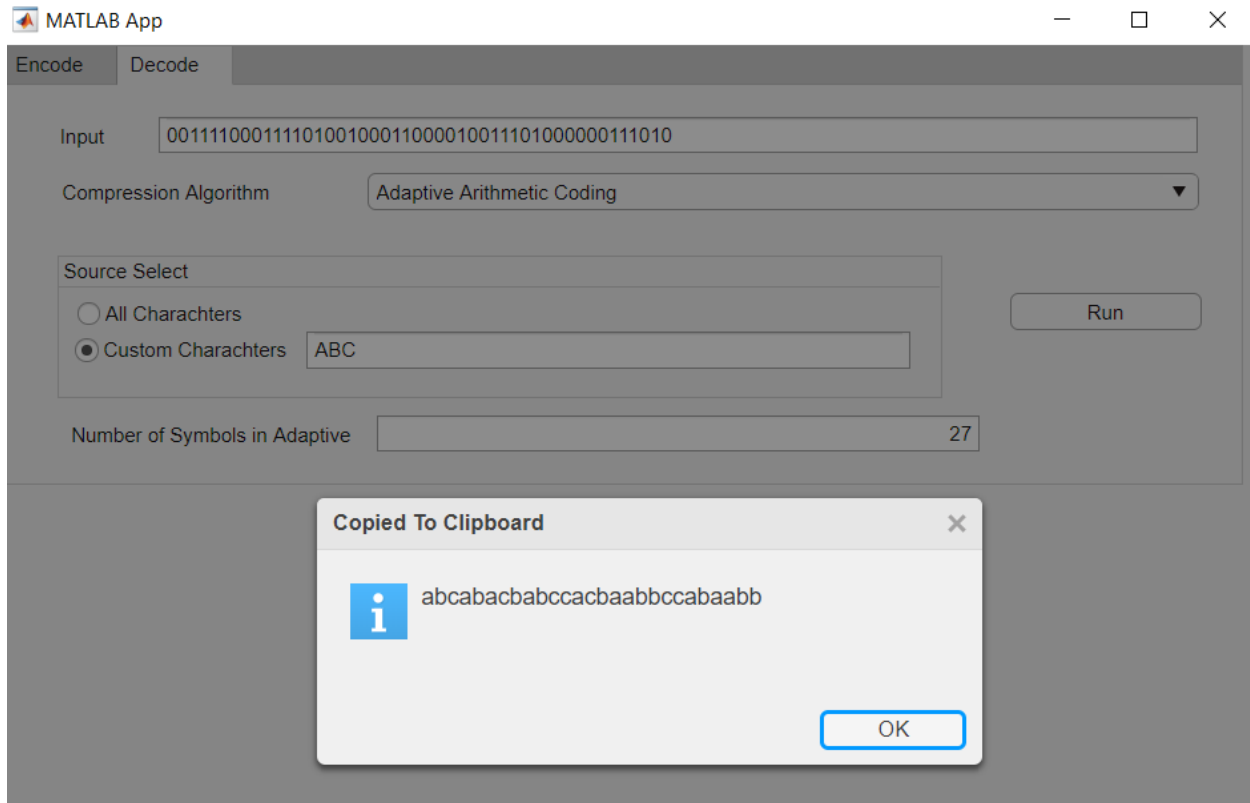 MATLAB App
Encode Decode
Input 00111100011110100100011000010011101000000111010
Compression Algorithm Adaptive Arithmetic Coding
Source Select
All Charachters
Custom Charachters ABC
Run
Number of Symbols in Adaptive 27
Copied To Clipboard
abcabacbabccacbaabbccabaabb
OK